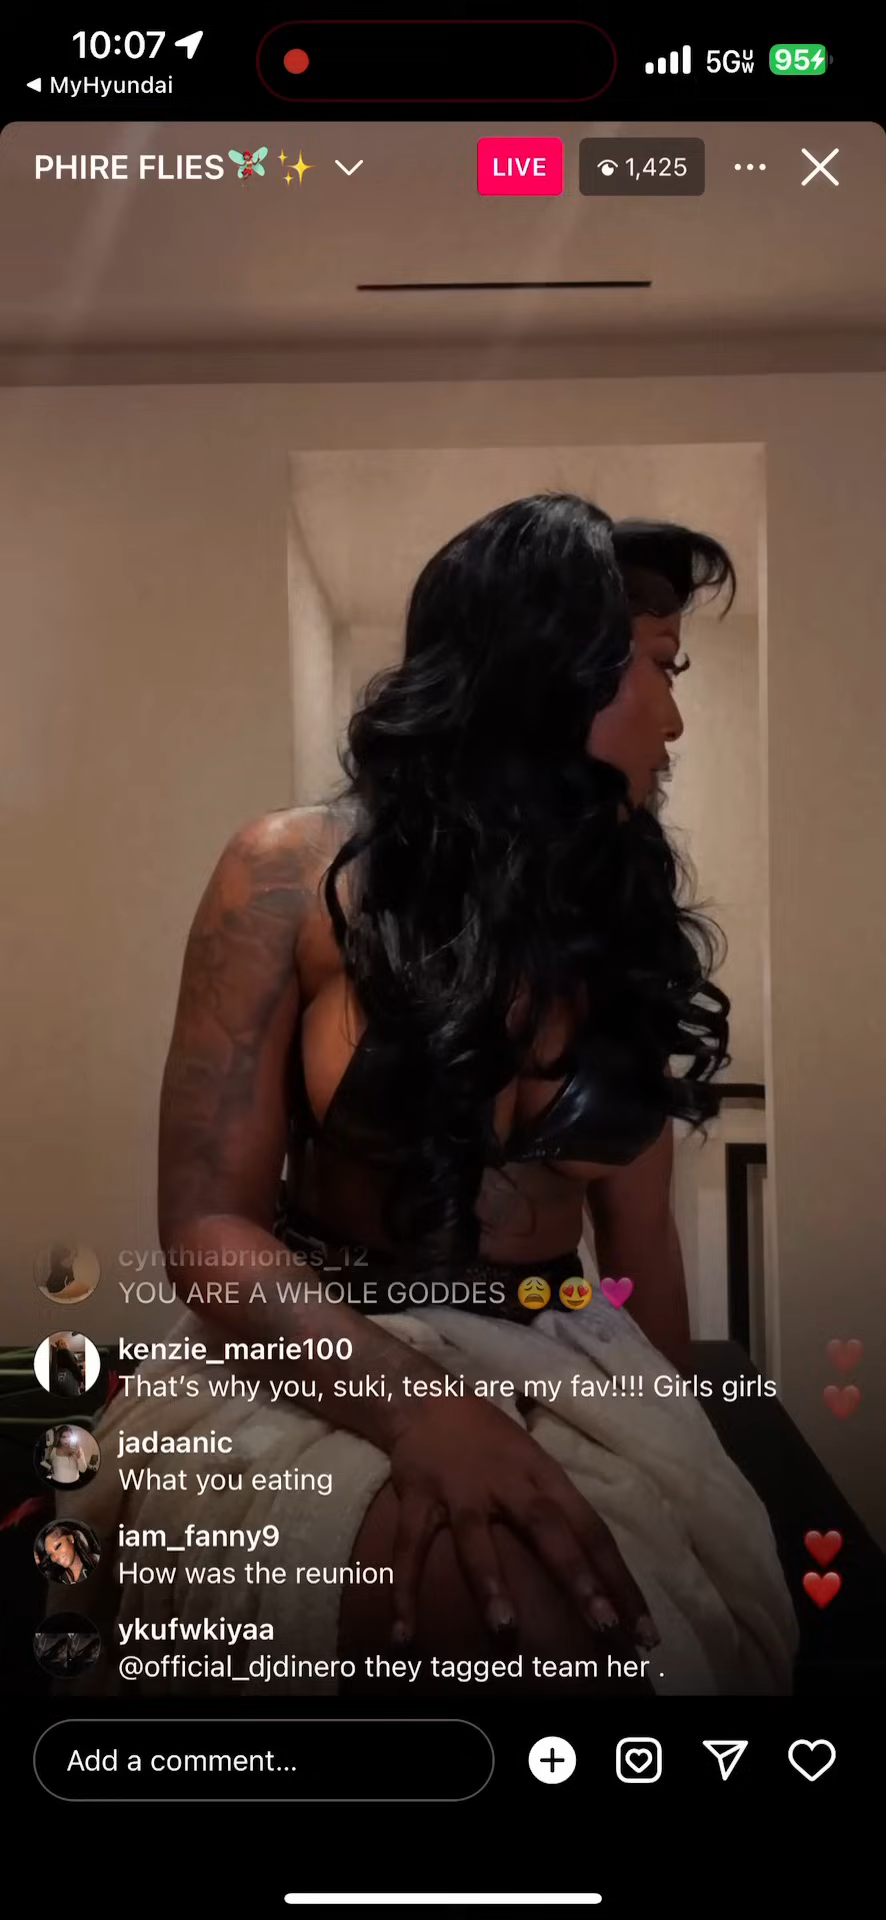 10:07
5G UW
95
MyHyundai
PHIRE FLIES🧚✨
LIVE
1,425
cynthiabriones_12
YOU ARE A WHOLE GODDES 😩😍💗
kenzie_marie100
That’s why you, suki, teski are my fav!!!! Girls girls
jadaanic
What you eating
iam_fanny9
How was the reunion
ykufwkiyaa
@official_djdinero they tagged team her .
Add a comment...